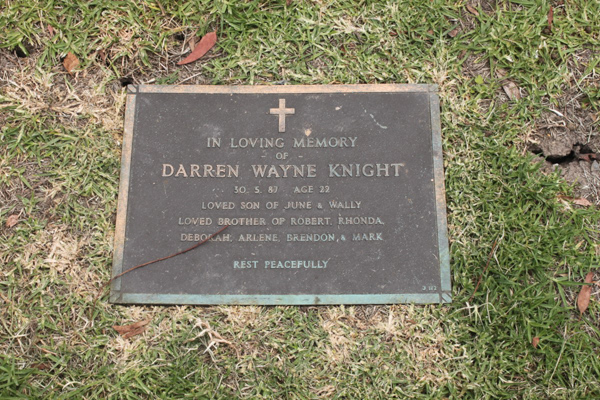 IN LOVING MEMORY
- OF -
DARREN WAYNE KNIGHT
30. 5. 87 AGE 22
LOVED SON OF JUNE & WALLY
LOVED BROTHER OF ROBERT, RHONDA,
DEBORAH, ARLENE, BRENDON, & MARK
REST PEACEFULLY